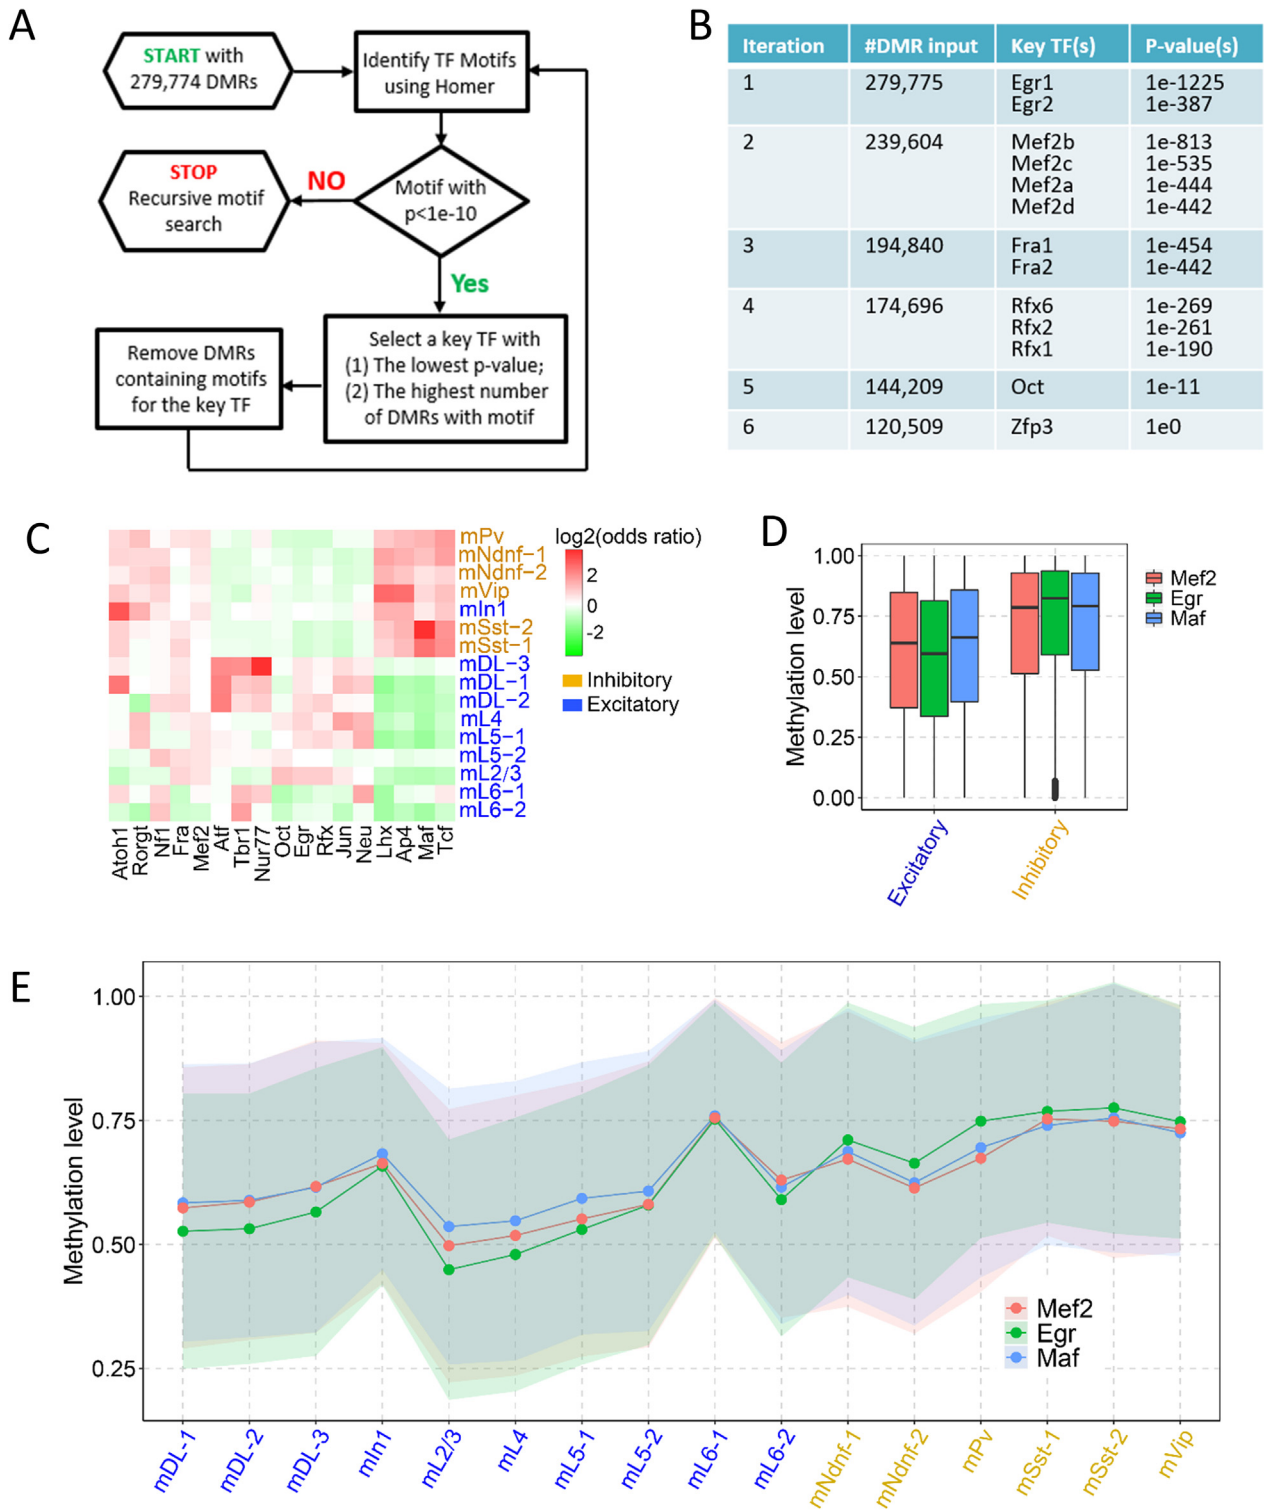 A
START with
279,774 DMRs
Identify TF Motifs
using Homer
STOP
Recursive motif
search
NO
Motif with
p<1e-10
Yes
Remove DMRs
containing motifs
for the key TF
Select a key TF with
(1) The lowest p-value;
(2) The highest number
of DMRs with motif
B
Iteration #DMR input Key TF(s) P-value(s)
1 279,775 Egr1 1e-1225
Egr2 1e-387
2 239,604 Mef2b 1e-813
Mef2c 1e-535
Mef2a 1e-444
Mef2d 1e-442
3 194,840 Fra1 1e-454
Fra2 1e-442
4 174,696 Rfx6 1e-269
Rfx2 1e-261
Rfx1 1e-190
5 144,209 Oct 1e-11
6 120,509 Zfp3 1e0
C
mPv
mNdnf-1
mNdnf-2
mVip
mIn1
mSst-2
mSst-1
mDL-3
mDL-1
mDL-2
mL4
mL5-1
mL5-2
mL2/3
mL6-1
mL6-2
Atoh1 Rorgt Nf1 Fra Mef2 Atf Tbr1 Nur77 Oct Egr Rfx Jun Neu Lhx Ap4 Maf Tcf
log2(odds ratio)
2
0
-2
Inhibitory
Excitatory
D
Methylation level
1.00
0.75
0.50
0.25
0.00
Excitatory Inhibitory
Mef2
Egr
Maf
E
Methylation level
1.00
0.75
0.50
0.25
Mef2
Egr
Maf
mDL-1 mDL-2 mDL-3 mIn1 mL2/3 mL4 mL5-1 mL5-2 mL6-1 mL6-2 mNdnf-1 mNdnf-2 mPv mSst-1 mSst-2 mVip